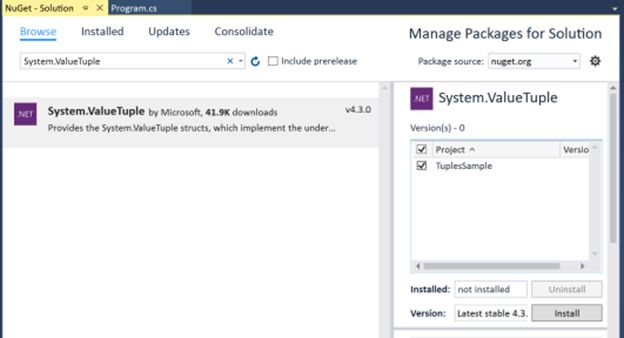 NuGet - Solution
Program.cs
Browse Installed Updates Consolidate
Manage Packages for Solution
System.ValueTuple
Include prerelease
Package source: nuget.org
.NET
System.ValueTuple by Microsoft, 41.9K downloads
v4.3.0
Provides the System.ValueTuple structs, which implement the under...
.NET
System.ValueTuple
Version(s) - 0
Project Versio
TuplesSample
Installed: not installed Uninstall
Version: Latest stable 4.3. Install